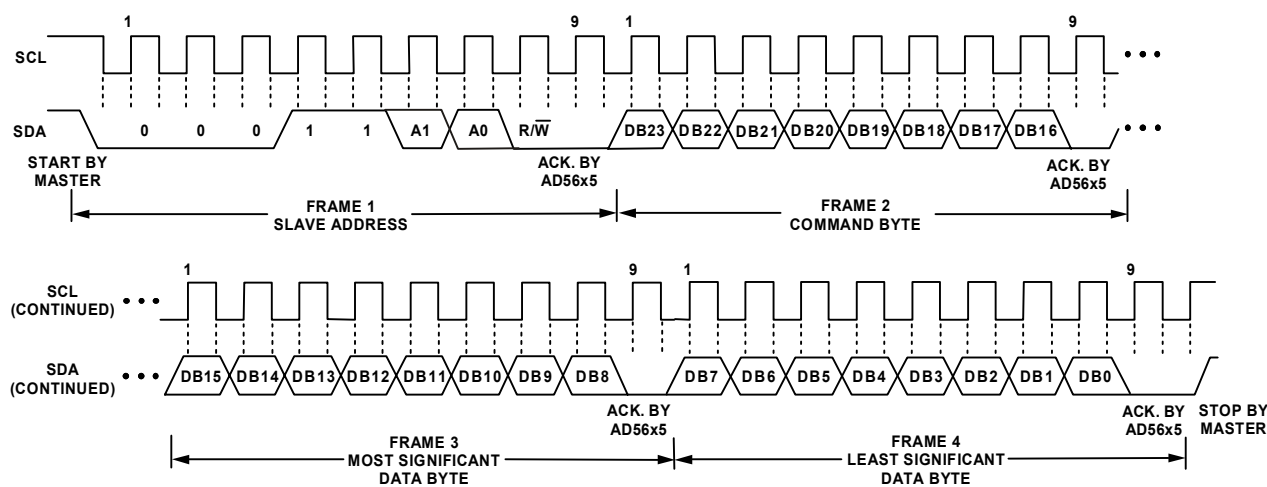 1 9 1 9
SCL
SDA 0 0 0 1 1 A1 A0 R/W̅ DB23 DB22 DB21 DB20 DB19 DB18 DB17 DB16
START BY
MASTER
ACK. BY
AD56x5
ACK. BY
AD56x5
FRAME 1
SLAVE ADDRESS
FRAME 2
COMMAND BYTE
1 9 1 9
SCL
(CONTINUED)
SDA
(CONTINUED)
DB15 DB14 DB13 DB12 DB11 DB10 DB9 DB8 DB7 DB6 DB5 DB4 DB3 DB2 DB1 DB0
ACK. BY
AD56x5
ACK. BY
AD56x5
STOP BY
MASTER
FRAME 3
MOST SIGNIFICANT
DATA BYTE
FRAME 4
LEAST SIGNIFICANT
DATA BYTE